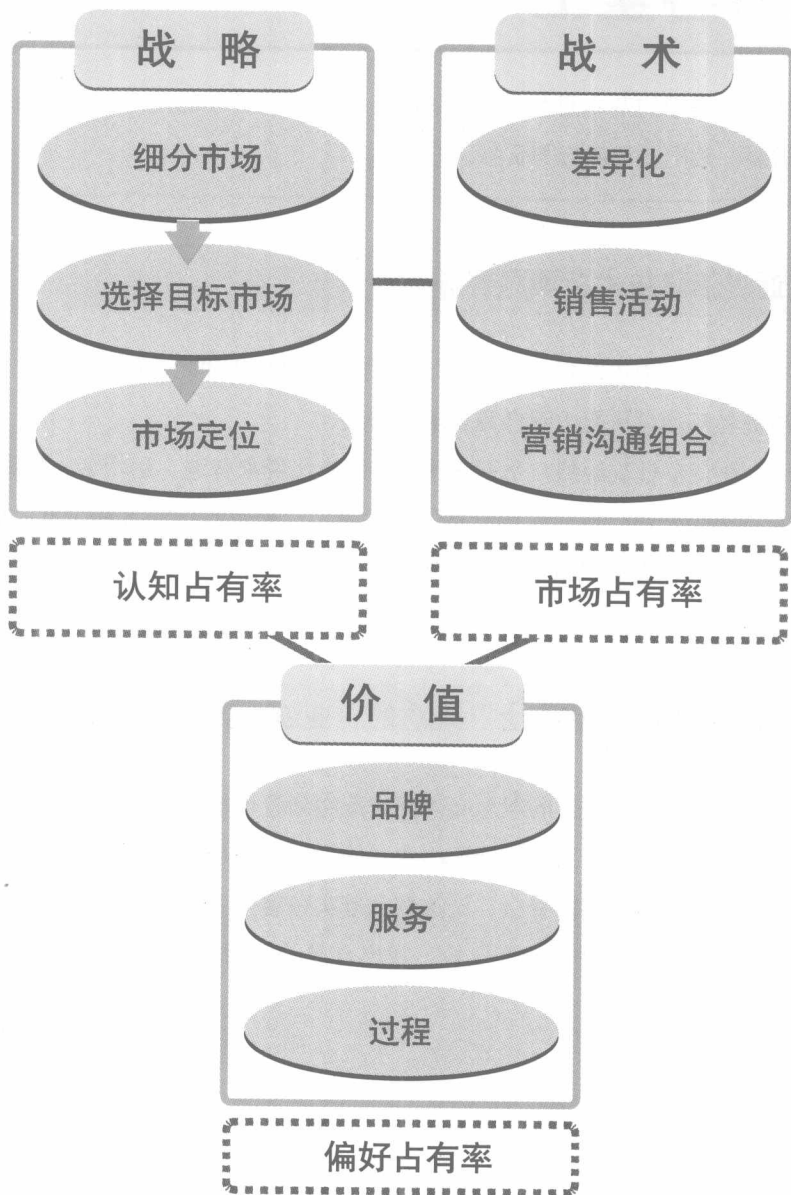 战 略
细分市场
选择目标市场
市场定位
认知占有率
战 术
差异化
销售活动
营销沟通组合
市场占有率
价 值
品牌
服务
过程
偏好占有率